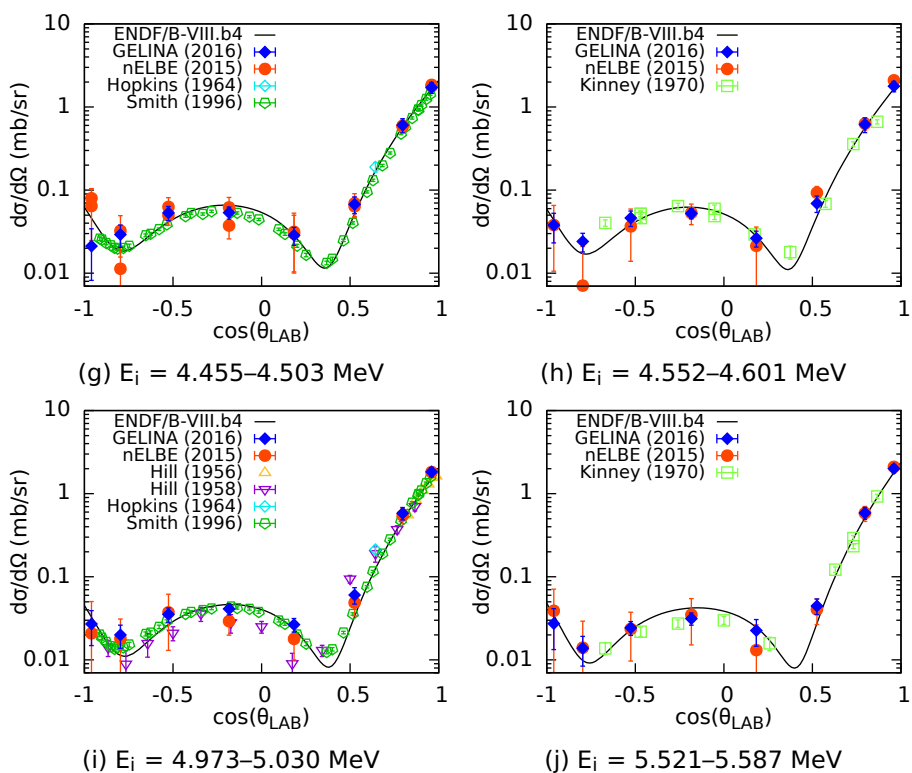 10
1
0.1
0.01
dσ/dΩ (mb/sr)
ENDF/B-VIII.b4
GELINA (2016)
nELBE (2015)
Hopkins (1964)
Smith (1996)
-1 -0.5 0 0.5 1
cos(θLAB)
(g) Ei = 4.455–4.503 MeV
10
1
0.1
0.01
dσ/dΩ (mb/sr)
ENDF/B-VIII.b4
GELINA (2016)
nELBE (2015)
Kinney (1970)
-1 -0.5 0 0.5 1
cos(θLAB)
(h) Ei = 4.552–4.601 MeV
10
1
0.1
0.01
dσ/dΩ (mb/sr)
ENDF/B-VIII.b4
GELINA (2016)
nELBE (2015)
Hill (1956)
Hill (1958)
Hopkins (1964)
Smith (1996)
-1 -0.5 0 0.5 1
cos(θLAB)
(i) Ei = 4.973–5.030 MeV
10
1
0.1
0.01
dσ/dΩ (mb/sr)
ENDF/B-VIII.b4
GELINA (2016)
nELBE (2015)
Kinney (1970)
-1 -0.5 0 0.5 1
cos(θLAB)
(j) Ei = 5.521–5.587 MeV